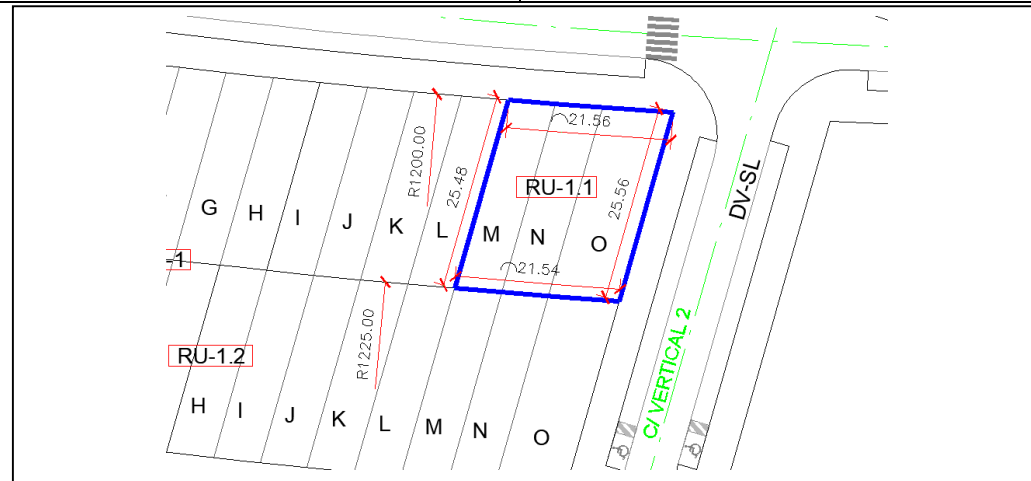 21.56
R1200.00
25.48
RU-1.1
25.56
DV-SL
G H I J K L M N O
21.54
-1
R1225.00
RU-1.2
C/ VERTICAL 2
H I J K L M N O